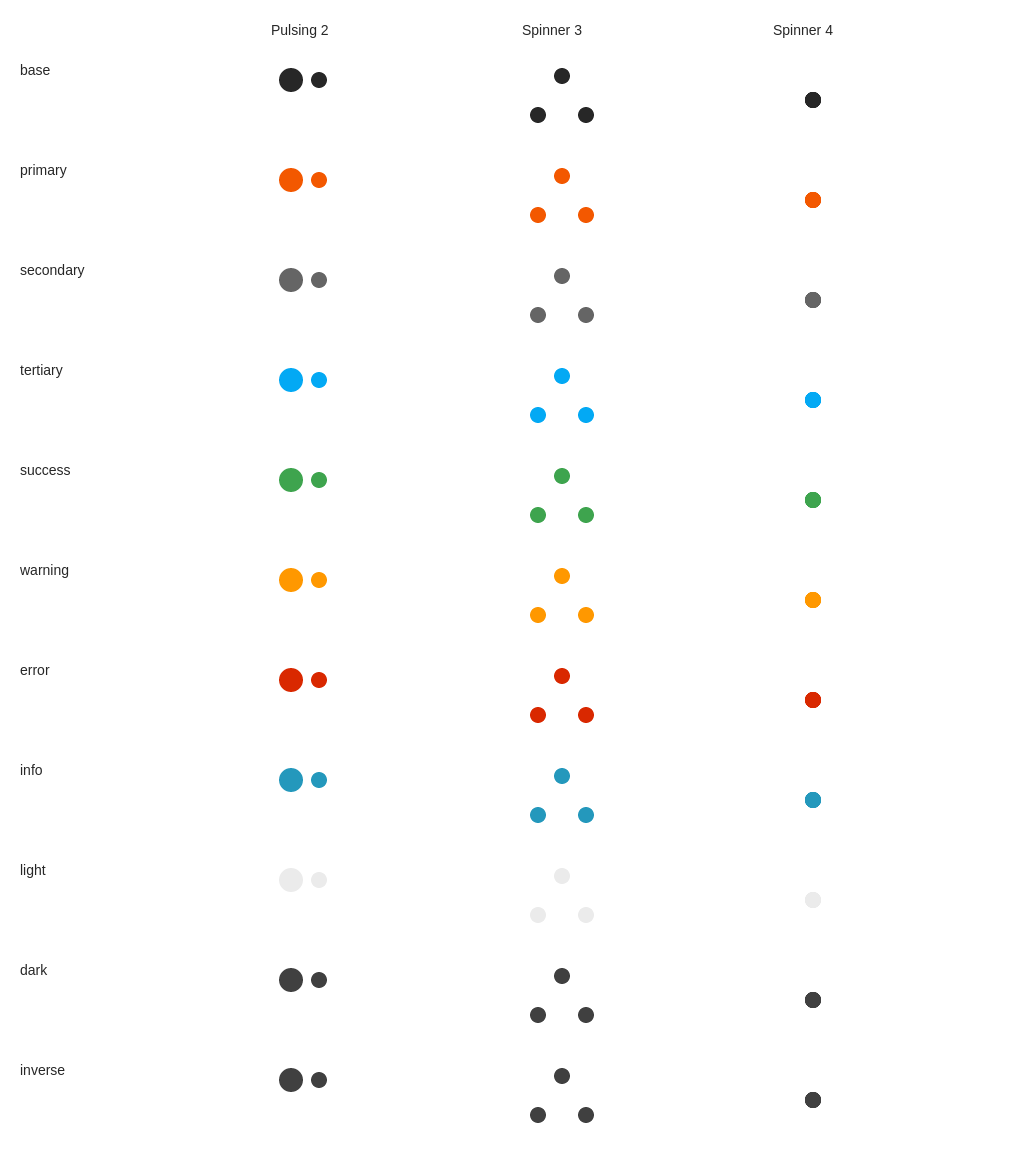 Pulsing 2 Spinner 3 Spinner 4
base
primary
secondary
tertiary
success
warning
error
info
light
dark
inverse